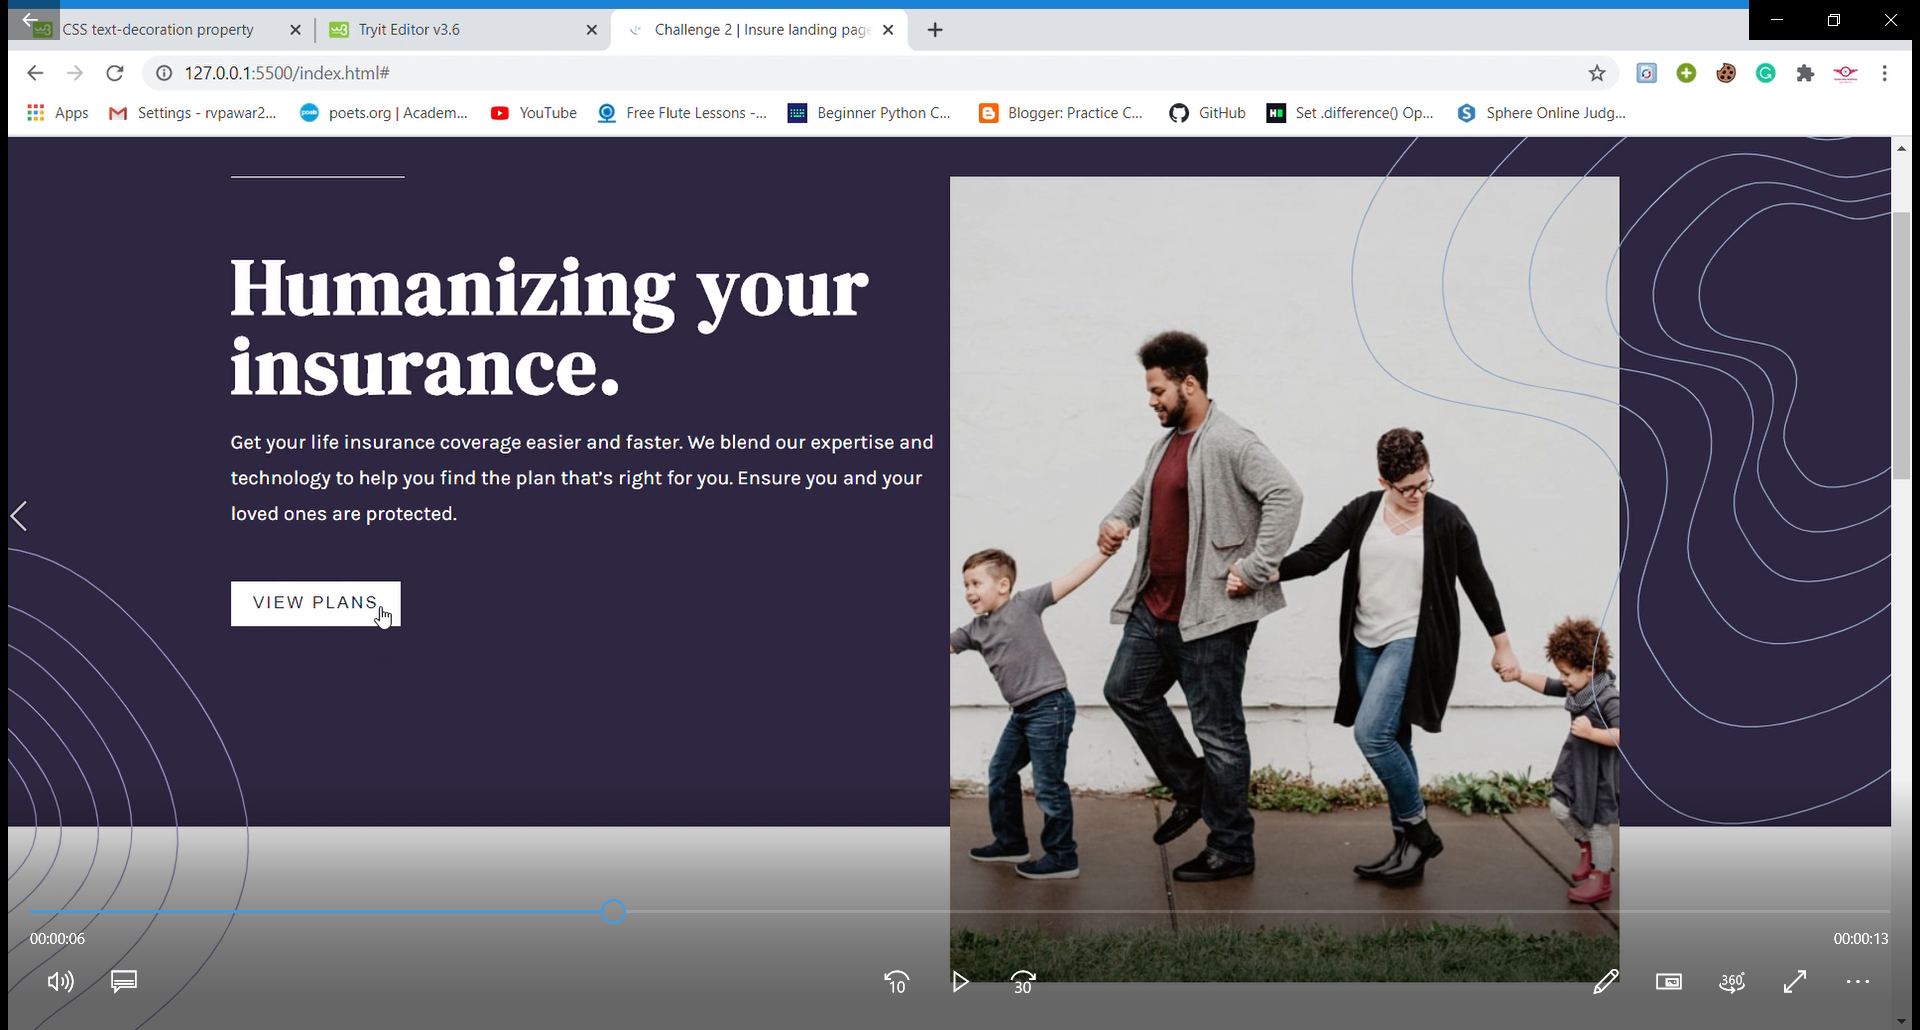 CSS text-decoration property
Tryit Editor v3.6
Challenge 2 | Insure landing page
127.0.0.1:5500/index.html#
Apps
Settings - rvpawar2...
poets.org | Academ...
YouTube
Free Flute Lessons -...
Beginner Python C...
Blogger: Practice C...
GitHub
Set .difference() Op...
Sphere Online Judg...
Humanizing your
insurance.
Get your life insurance coverage easier and faster. We blend our expertise and
technology to help you find the plan that’s right for you. Ensure you and your
loved ones are protected.
VIEW PLANS
00:00:06
00:00:13
10
30
360°